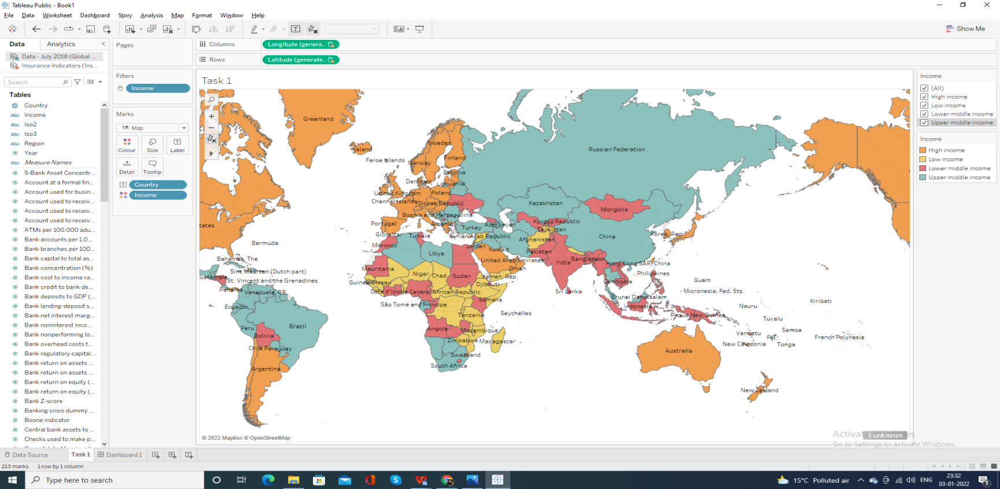 Tableau Public - Book1
File Data Worksheet Dashboard Story Analysis Map Format Window Help
Show Me
Data Analytics
Data - July 2018 (Global ...
Insurance Indicators (Ins...
Search
Tables
Country
Abc Income
Abc Iso2
Abc Iso3
Abc Region
# Year
Abc Measure Names
# 5-Bank Asset Concentr...
# Account at a formal fin...
# Account used for busin...
# Account used to receiv...
# Account used to receiv...
# Account used to receiv...
# ATMs per 100,000 adu...
# Bank accounts per 1,0...
# Bank branches per 100...
# Bank capital to total as...
# Bank concentration (%)
# Bank cost to income ra...
# Bank credit to bank de...
# Bank deposits to GDP (...
# Bank lending-deposit s...
# Bank net interest marg...
# Bank noninterest inco...
# Bank nonperforming lo...
# Bank overhead costs t...
# Bank regulatory capital...
# Bank return on assets ...
# Bank return on assets ...
# Bank return on equity (...
# Bank return on equity (...
# Bank Z-score
# Banking crisis dummy ...
# Boone indicator
# Central bank assets to ...
# Checks used to make p...
Pages
Filters
Income
Marks
Map
Colour Size Label
Detail Tooltip
Country
Income
Columns Longitude (genera..
Rows Latitude (generate..
Task 1
Greenland
Iceland
Sweden
Faroe Islands
Finland
Norway
Russian Federation
Estonia
Denmark
Lithuania
United Kingdom
Poland
Channel Islands
Slovak Republic
Kazakhstan
Mongolia
Bosnia and Herzegovina
Portugal
Albania
Turkey
Azerbaijan
Kyrgyz Republic
Tajikistan
tates
Gibraltar
Tunisia
Syrian Arab Republic
Afghanistan
China
Korea, Rep.
Bermuda
Morocco
Jordan
Kuwait
Pakistan
Libya
Bahamas, The
United Arab Emirates
India
Bangladesh
Hong Kong SAR, China
Mauritania
Oman
Sint Maarten (Dutch part)
Niger
Chad
Sudan
Yemen, Rep.
Philippines
uatemala
St. Vincent and the Grenadines
Guinea-Bissau
Djibouti
Cambodia
Guam
Panama
Venezuela, RB
Côte d'Ivoire
Central African Republic
Sri Lanka
Micronesia, Fed. Sts.
Somalia
Brunei Darussalam
Kiribati
Ecuador
São Tomé and Principe
Indonesia
Nauru
Tanzania
Seychelles
Papua New Guinea
Tuvalu
Peru
Brazil
Angola
Mozambique
Samoa
Bolivia
Vanuatu
Fiji
French Polynesia
Zimbabwe
Madagascar
New Caledonia
Tonga
Chile
Paraguay
Swaziland
Australia
Argentina
South Africa
New Zealand
© 2022 Mapbox © OpenStreetMap
1 unknown
Income
(All)
High income
Low income
Lower middle income
Upper middle income
Income
High income
Low income
Lower middle income
Upper middle income
Activate Windows
Go to Settings to activate Windows.
Data Source Task 1 Dashboard 1
213 marks 1 row by 1 column
Type here to search
15°C Polluted air ENG 23:32
03-01-2022
3